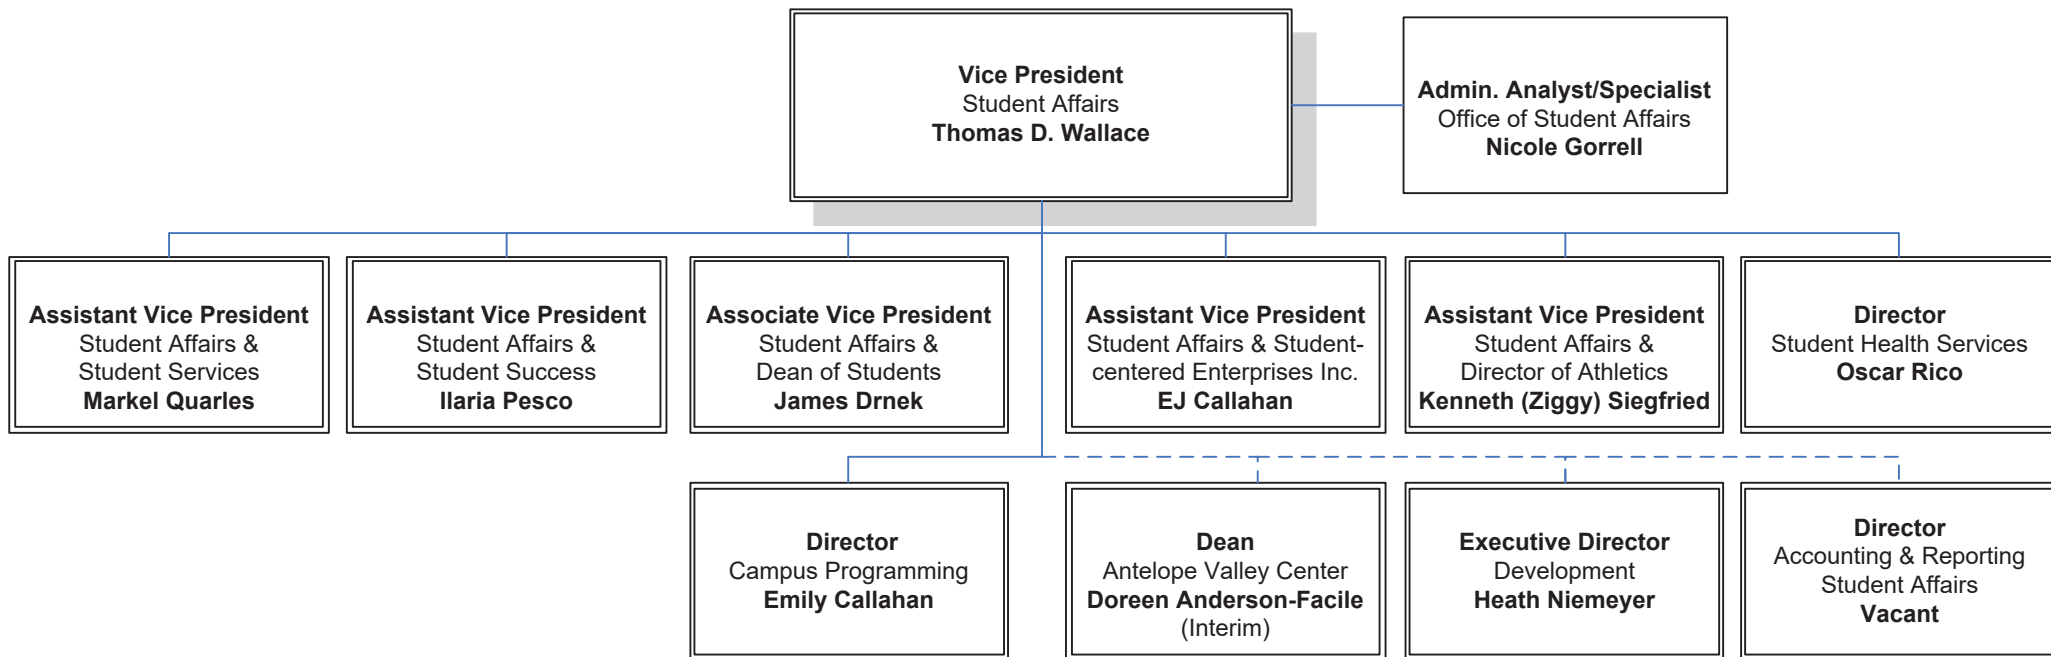 Vice President
Student Affairs
Thomas D. Wallace
Admin. Analyst/Specialist
Office of Student Affairs
Nicole Gorrell
Assistant Vice President
Student Affairs &
Student Services
Markel Quarles
Assistant Vice President
Student Affairs &
Student Success
Ilaria Pesco
Associate Vice President
Student Affairs &
Dean of Students
James Drnek
Assistant Vice President
Student Affairs & Student-
centered Enterprises Inc.
EJ Callahan
Assistant Vice President
Student Affairs &
Director of Athletics
Kenneth (Ziggy) Siegfried
Director
Student Health Services
Oscar Rico
Director
Campus Programming
Emily Callahan
Dean
Antelope Valley Center
Doreen Anderson-Facile
(Interim)
Executive Director
Development
Heath Niemeyer
Director
Accounting & Reporting
Student Affairs
Vacant